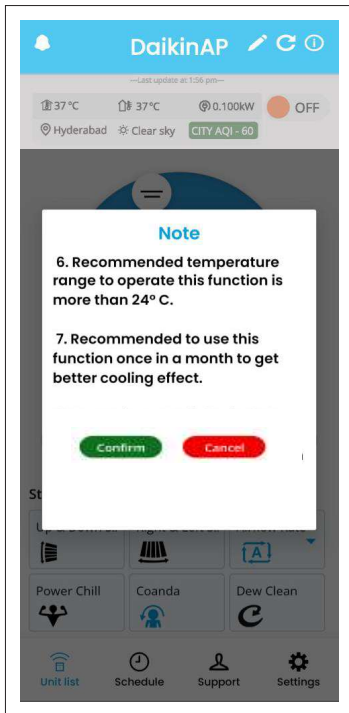 DaikinAP
Last update at 1:56 pm
37 °C 37°C 0.100kW OFF
Hyderabad Clear sky CITY AQI - 60
Note
6. Recommended temperature
range to operate this function is
more than 24° C.
7. Recommended to use this
function once in a month to get
better cooling effect.
Confirm Cancel
St
Power Chill Coanda Dew Clean
A
Unit list Schedule Support Settings